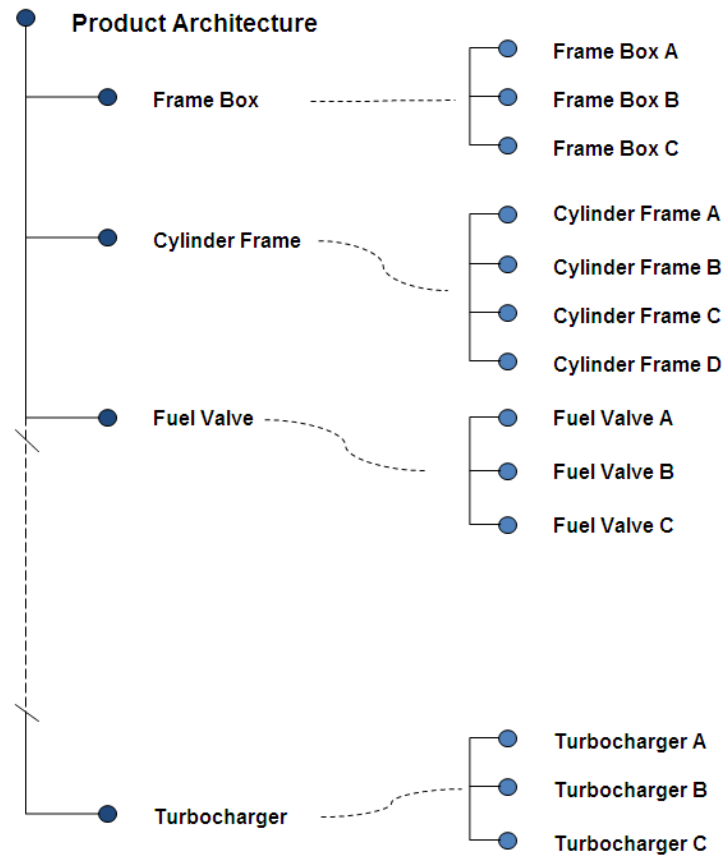 Product Architecture
Frame Box
Frame Box A
Frame Box B
Frame Box C
Cylinder Frame
Cylinder Frame A
Cylinder Frame B
Cylinder Frame C
Cylinder Frame D
Fuel Valve
Fuel Valve A
Fuel Valve B
Fuel Valve C
Turbocharger
Turbocharger A
Turbocharger B
Turbocharger C